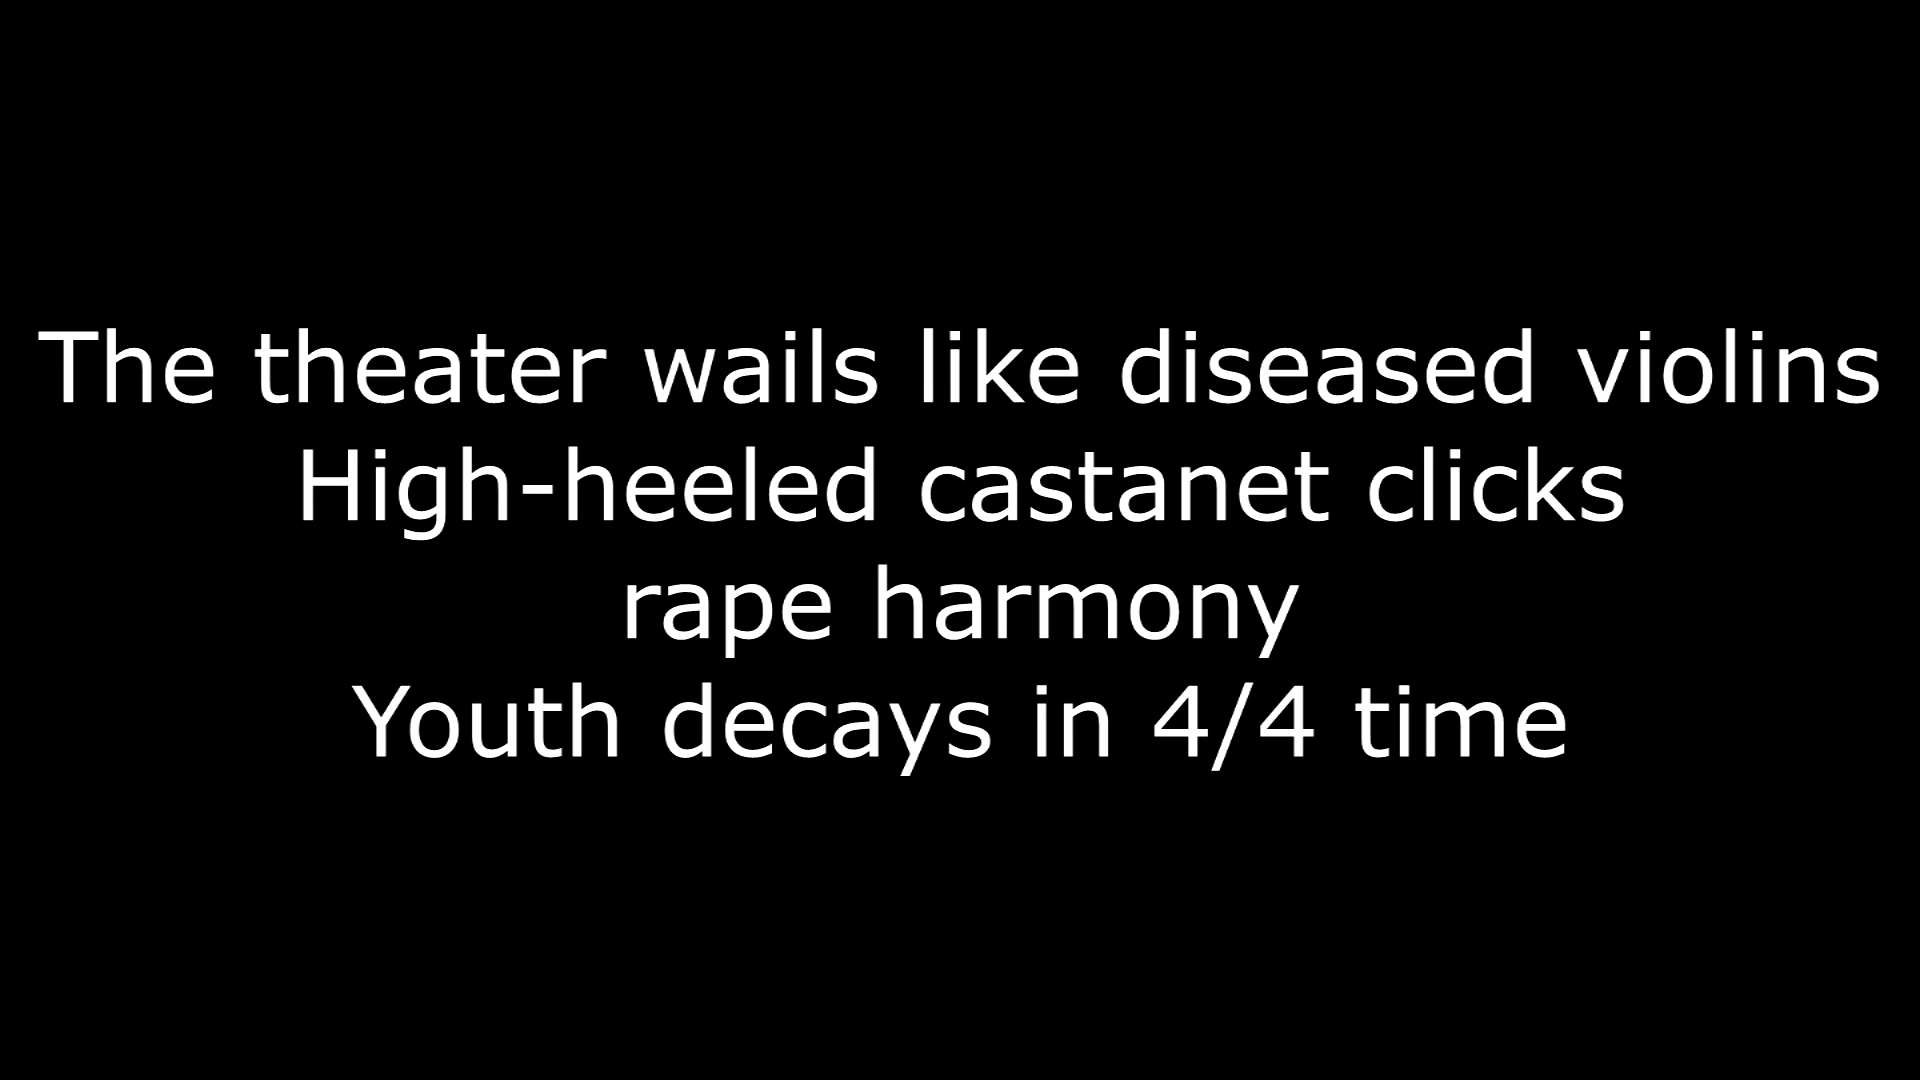 The theater wails like diseased violins
High-heeled castanet clicks
rape harmony
Youth decays in 4/4 time